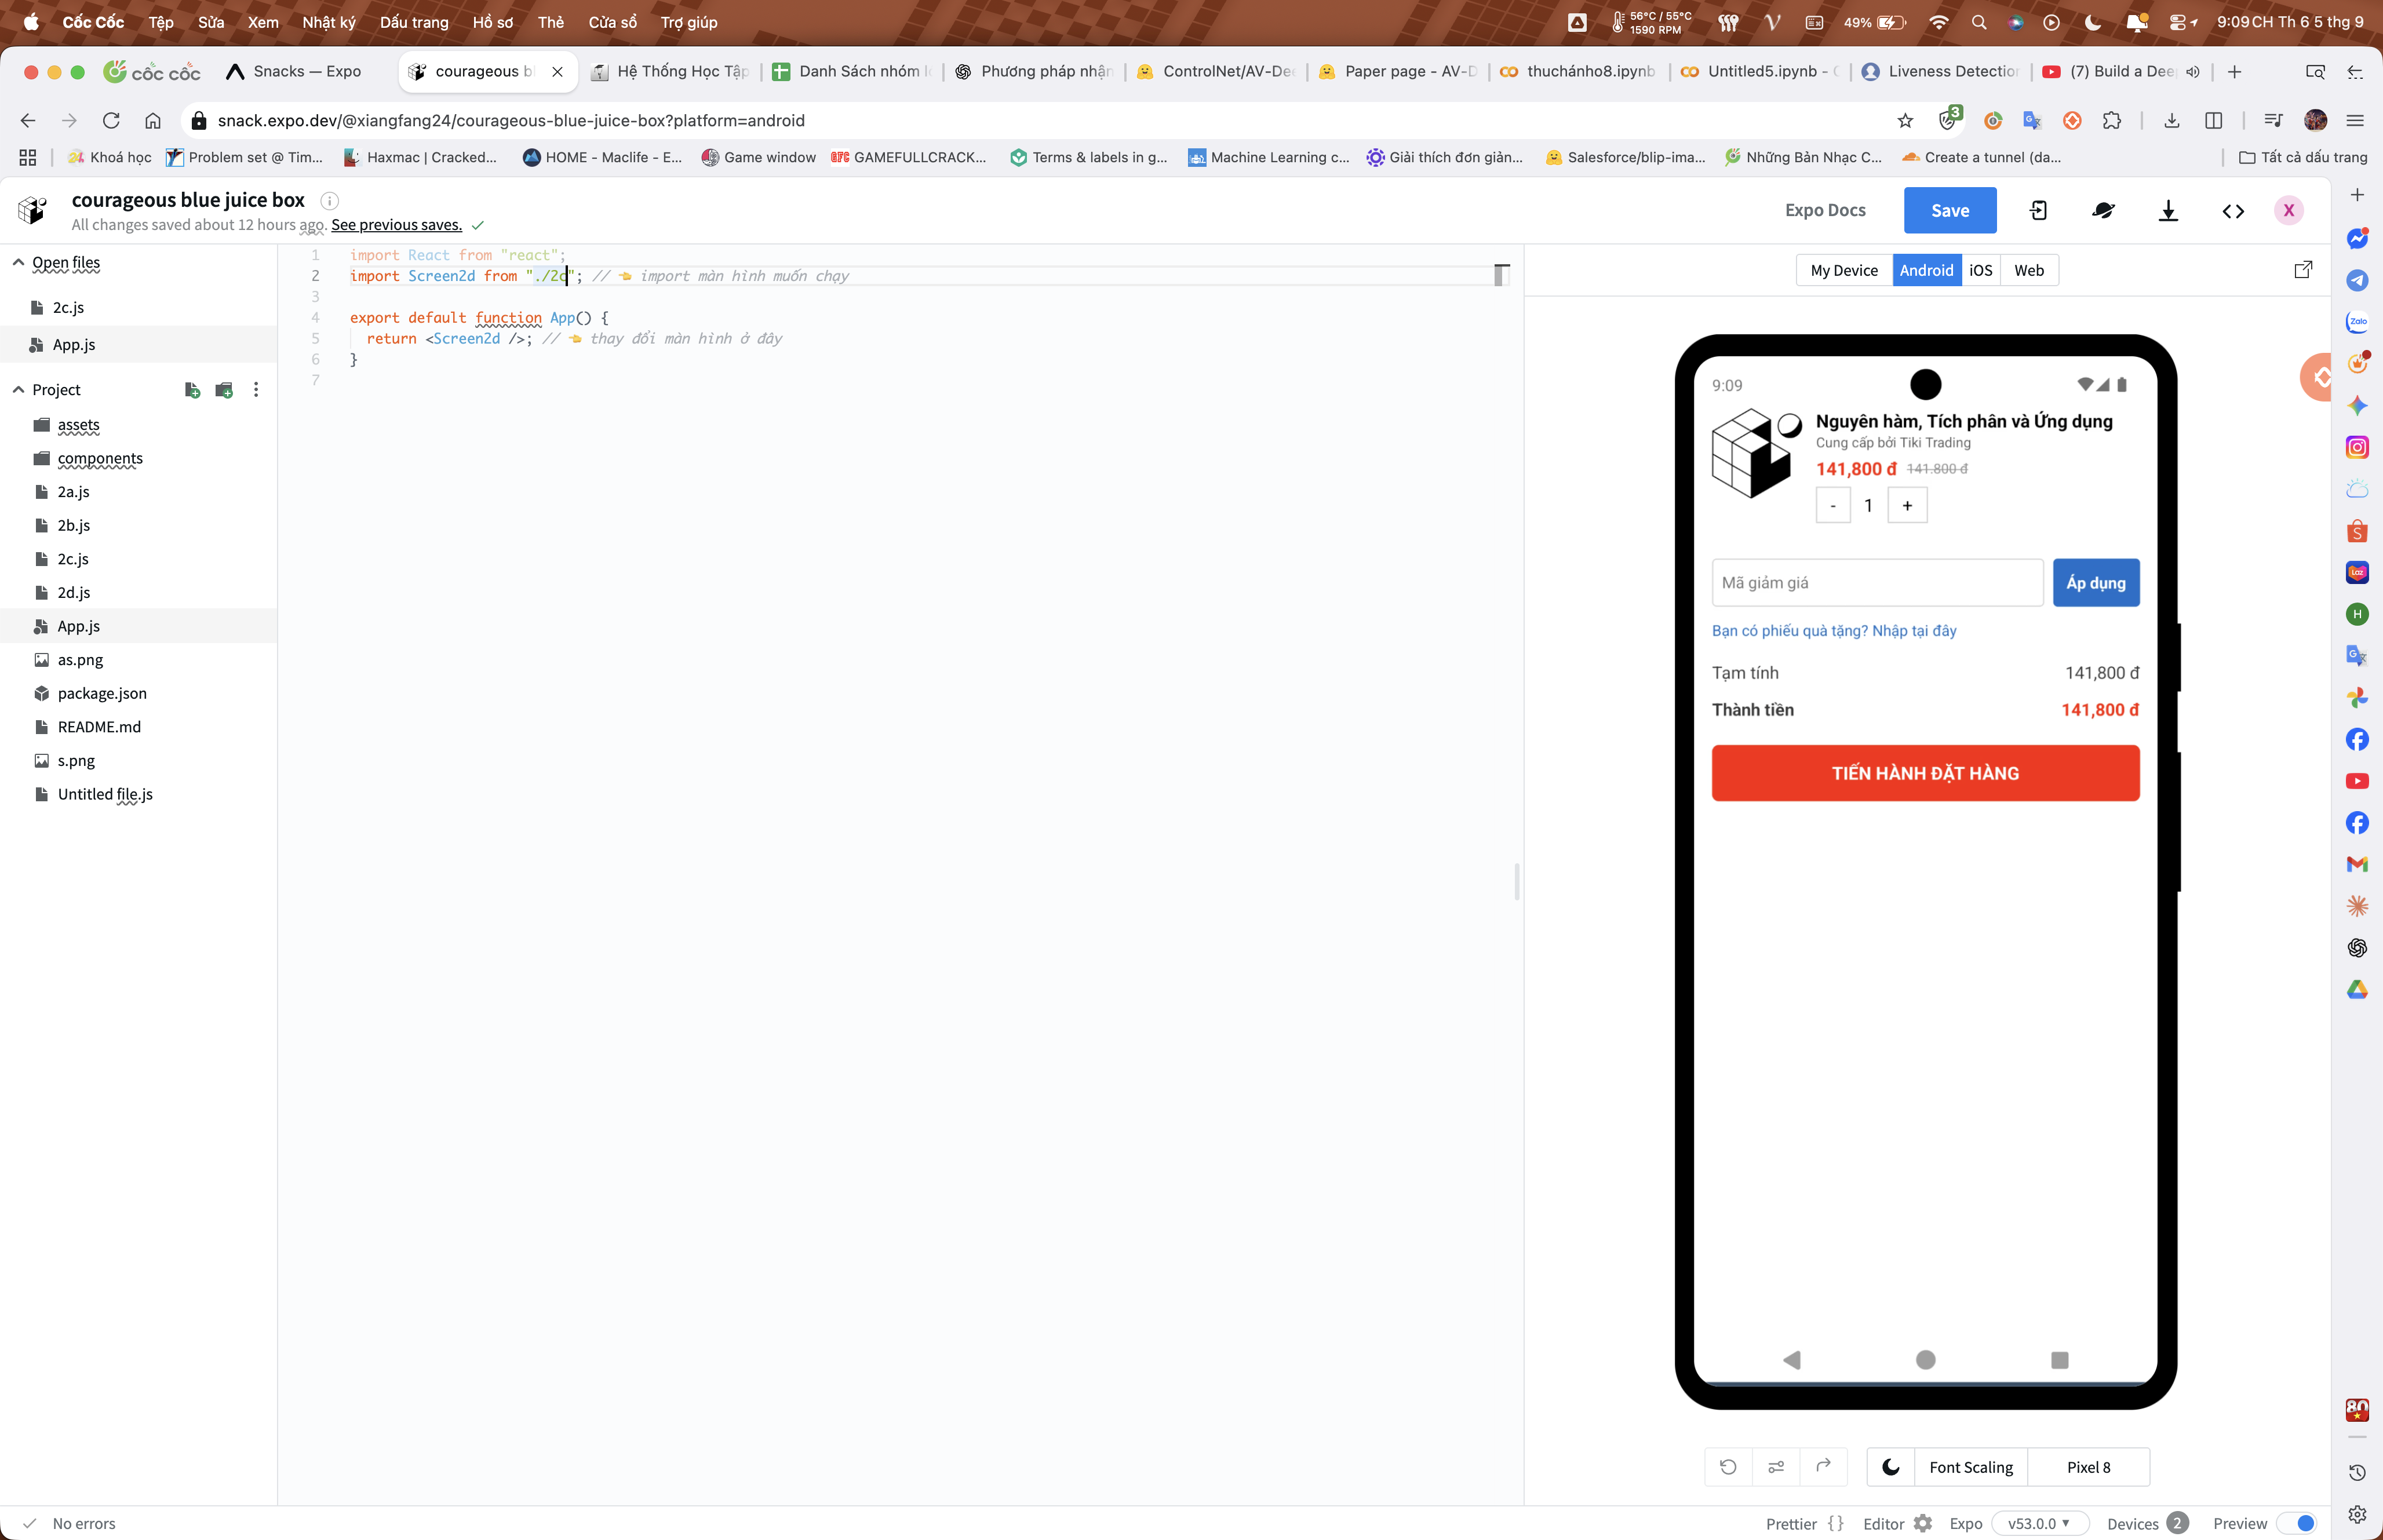 Cốc Cốc Tệp Sửa Xem Nhật ký Dấu trang Hồ sơ Thẻ Cửa sổ Trợ giúp 56°C / 55°C 1590 RPM 49% 9:09 CH Th 6 5 thg 9
cốc cốc Snacks — Expo courageous b Hệ Thống Học Tập Danh Sách nhóm l Phương pháp nhận ControlNet/AV-Dee Paper page - AV-D thuchánho8.ipynb Untitled5.ipynb - C Liveness Detection (7) Build a Deep
snack.expo.dev/@xiangfang24/courageous-blue-juice-box?platform=android 3
Khoá học Problem set @ Tim... Haxmac | Cracked... HOME - Maclife - E... Game window GAMEFULLCRACK... Terms & labels in g... Machine Learning c... Giải thích đơn giản... Salesforce/blip-ima... Những Bản Nhạc C... Create a tunnel (da... Tất cả dấu trang
courageous blue juice box
All changes saved about 12 hours ago. See previous saves.
Expo Docs Save X
Open files
2c.js
App.js
Project
assets
components
2a.js
2b.js
2c.js
2d.js
App.js
as.png
package.json
README.md
s.png
Untitled file.js
1 import React from "react";
2 import Screen2d from "./2c"; // 👈 import màn hình muốn chạy
3
4 export default function App() {
5 return <Screen2d />; // 👈 thay đổi màn hình ở đây
6 }
7
My Device Android iOS Web
9:09
Nguyên hàm, Tích phân và Ứng dụng
Cung cấp bởi Tiki Trading
141,800 đ 141.800 đ
- 1 +
Mã giảm giá Áp dụng
Bạn có phiếu quà tặng? Nhập tại đây
Tạm tính 141,800 đ
Thành tiền 141,800 đ
TIẾN HÀNH ĐẶT HÀNG
Font Scaling Pixel 8
Zalo
Laz
H
80
No errors
Prettier {} Editor Expo v53.0.0 Devices 2 Preview